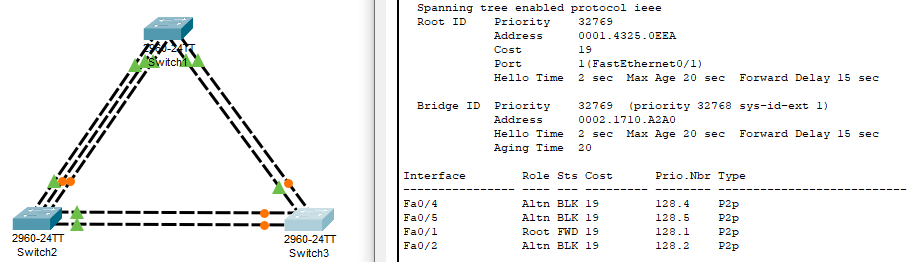 2960-24TT
Switch1
2960-24TT
Switch2
2960-24TT
Switch3
Spanning tree enabled protocol ieee
Root ID Priority 32769
Address 0001.4325.0EEA
Cost 19
Port 1(FastEthernet0/1)
Hello Time 2 sec Max Age 20 sec Forward Delay 15 sec
Bridge ID Priority 32769 (priority 32768 sys-id-ext 1)
Address 0002.1710.A2A0
Hello Time 2 sec Max Age 20 sec Forward Delay 15 sec
Aging Time 20
Interface Role Sts Cost Prio.Nbr Type
---------------- ---- --- --------- -------- --------------------------------
Fa0/4 Altn BLK 19 128.4 P2p
Fa0/5 Altn BLK 19 128.5 P2p
Fa0/1 Root FWD 19 128.1 P2p
Fa0/2 Altn BLK 19 128.2 P2p